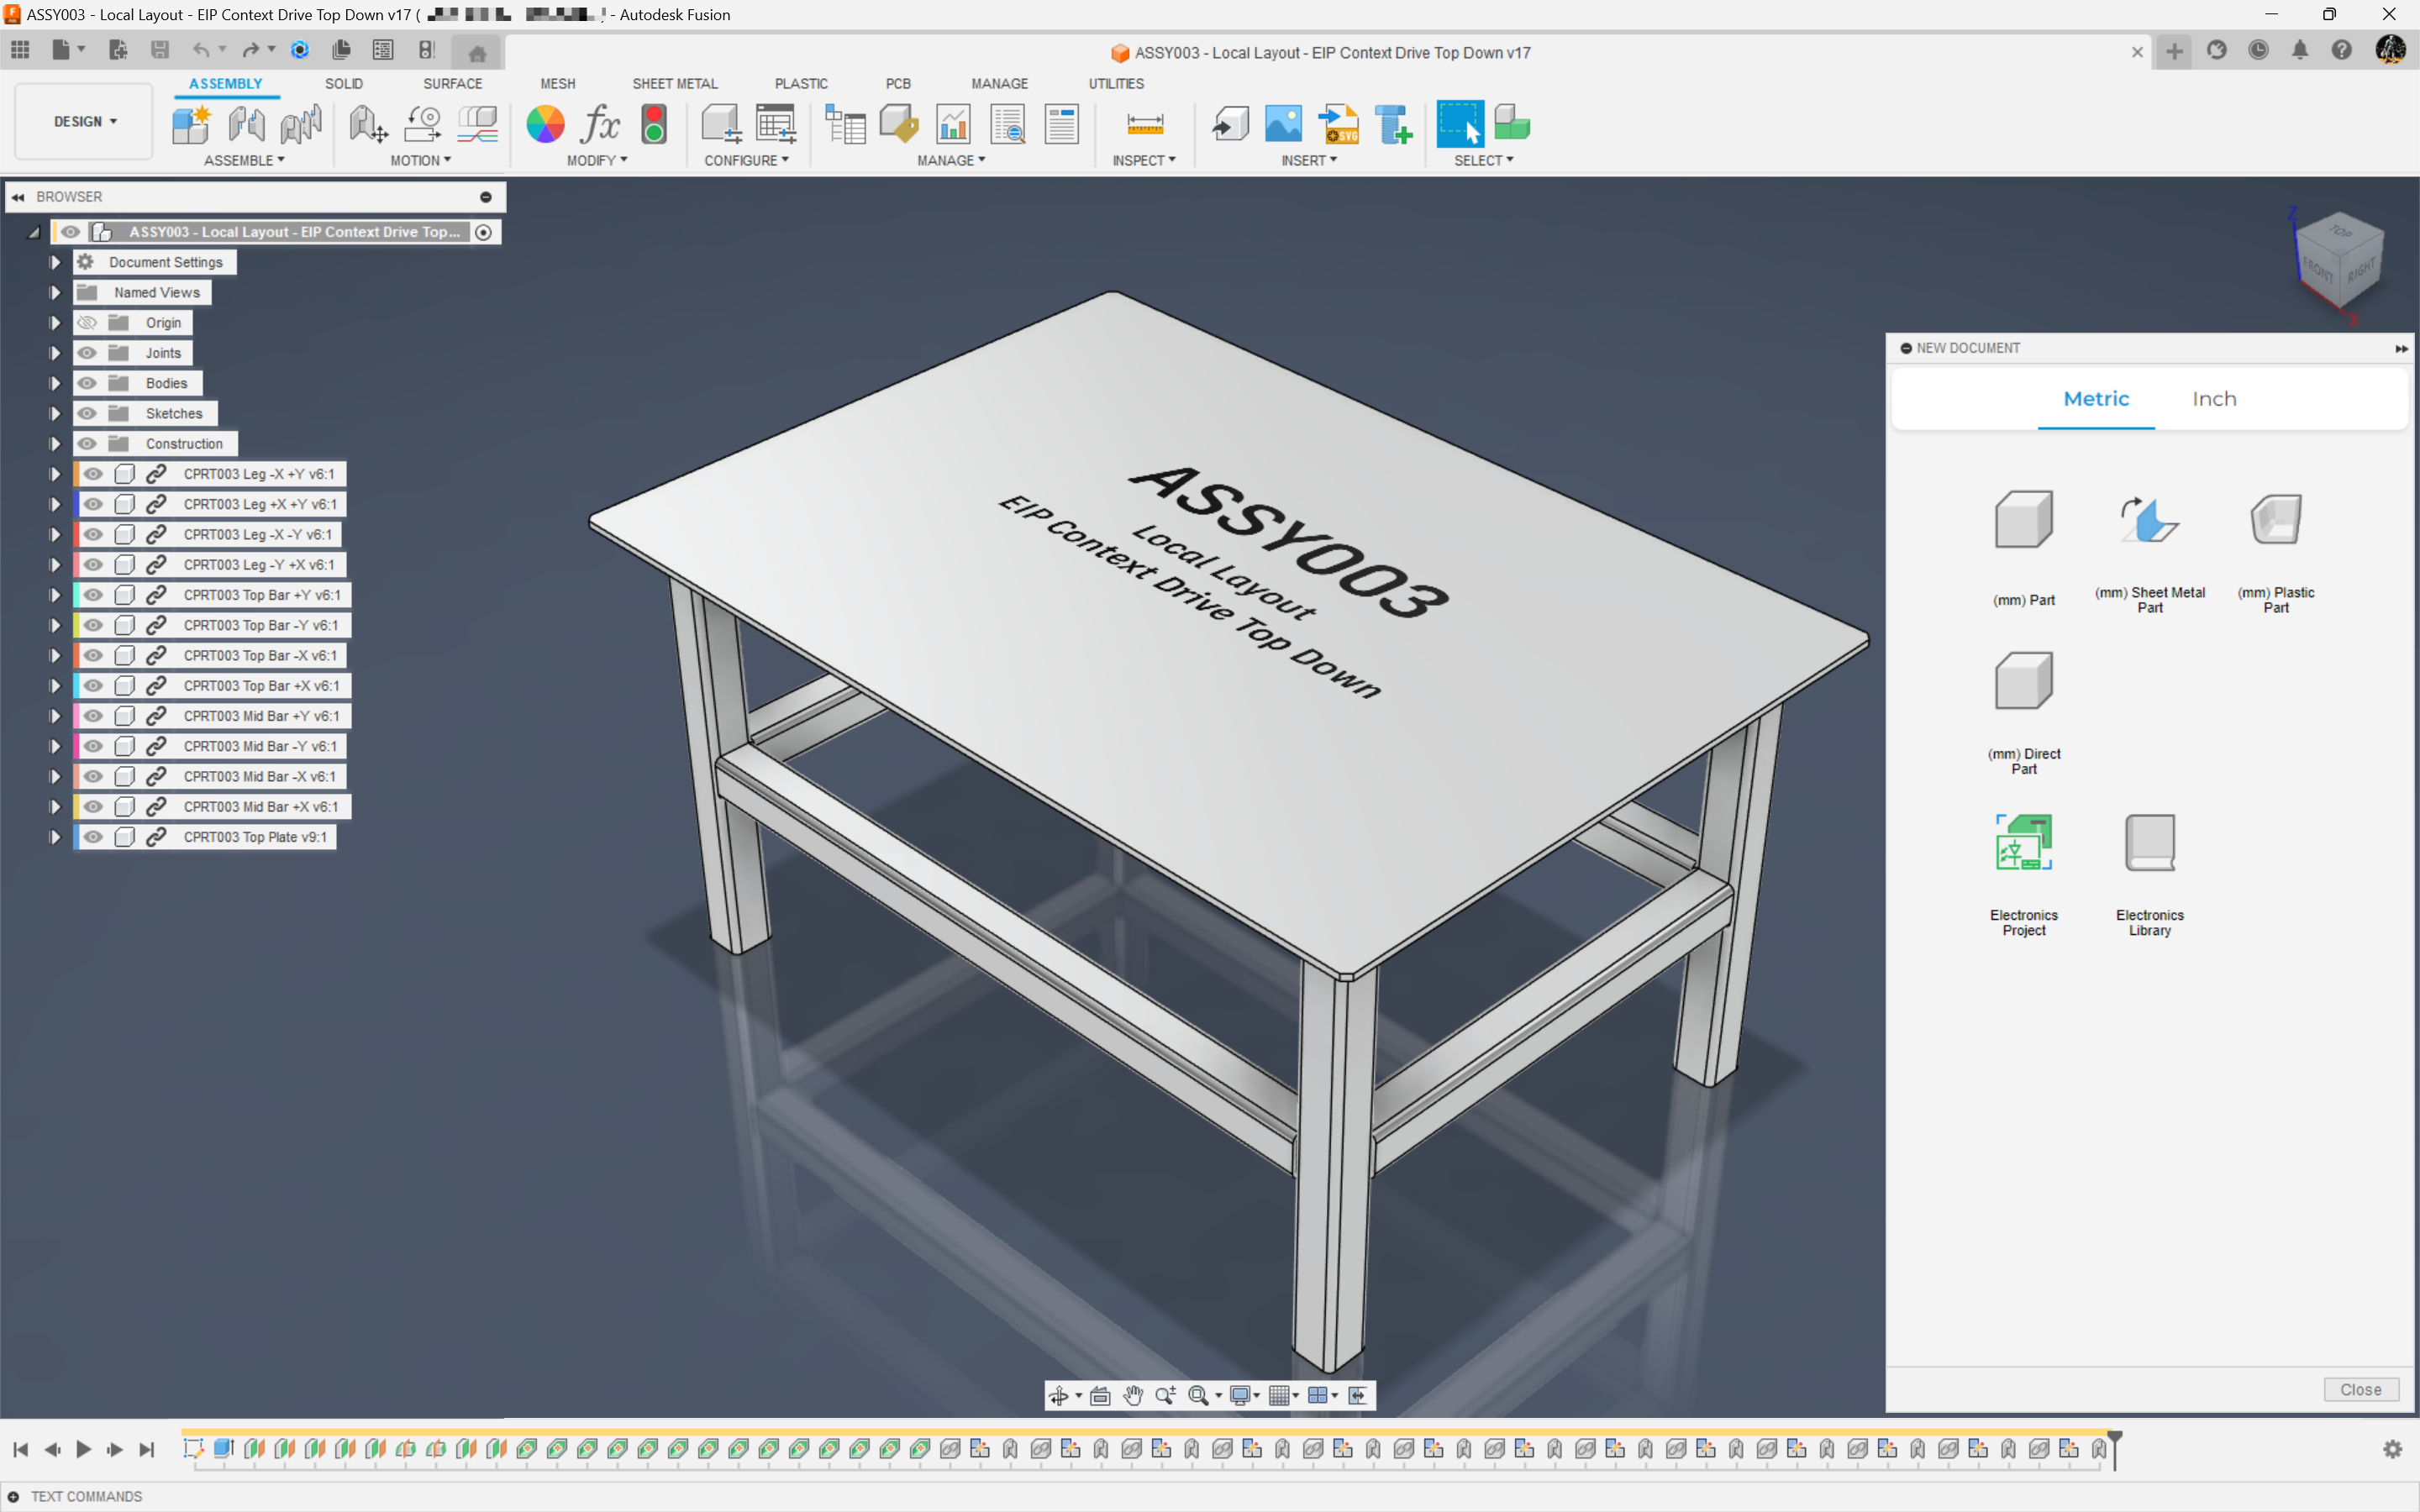 ASSY003 - Local Layout - EIP Context Drive Top Down v17 (
) - Autodesk Fusion
ASSY003 - Local Layout - EIP Context Drive Top Down v17
ASSEMBLY SOLID SURFACE MESH SHEET METAL PLASTIC PCB MANAGE UTILITIES
DESIGN
ASSEMBLE MOTION MODIFY CONFIGURE MANAGE INSPECT INSERT SELECT
fx
SVG
BROWSER
ASSY003 - Local Layout - EIP Context Drive Top...
Document Settings
Named Views
Origin
Joints
Bodies
Sketches
Construction
CPRT003 Leg -X +Y v6:1
CPRT003 Leg +X +Y v6:1
CPRT003 Leg -X -Y v6:1
CPRT003 Leg -Y +X v6:1
CPRT003 Top Bar +Y v6:1
CPRT003 Top Bar -Y v6:1
CPRT003 Top Bar -X v6:1
CPRT003 Top Bar +X v6:1
CPRT003 Mid Bar +Y v6:1
CPRT003 Mid Bar -Y v6:1
CPRT003 Mid Bar -X v6:1
CPRT003 Mid Bar +X v6:1
CPRT003 Top Plate v9:1
ASSY003
Local Layout
EIP Context Drive Top Down
Z
TOP
FRONT RIGHT
X
NEW DOCUMENT
Metric Inch
(mm) Part
(mm) Sheet Metal
Part
(mm) Plastic
Part
(mm) Direct
Part
Electronics
Project
Electronics
Library
Close
TEXT COMMANDS